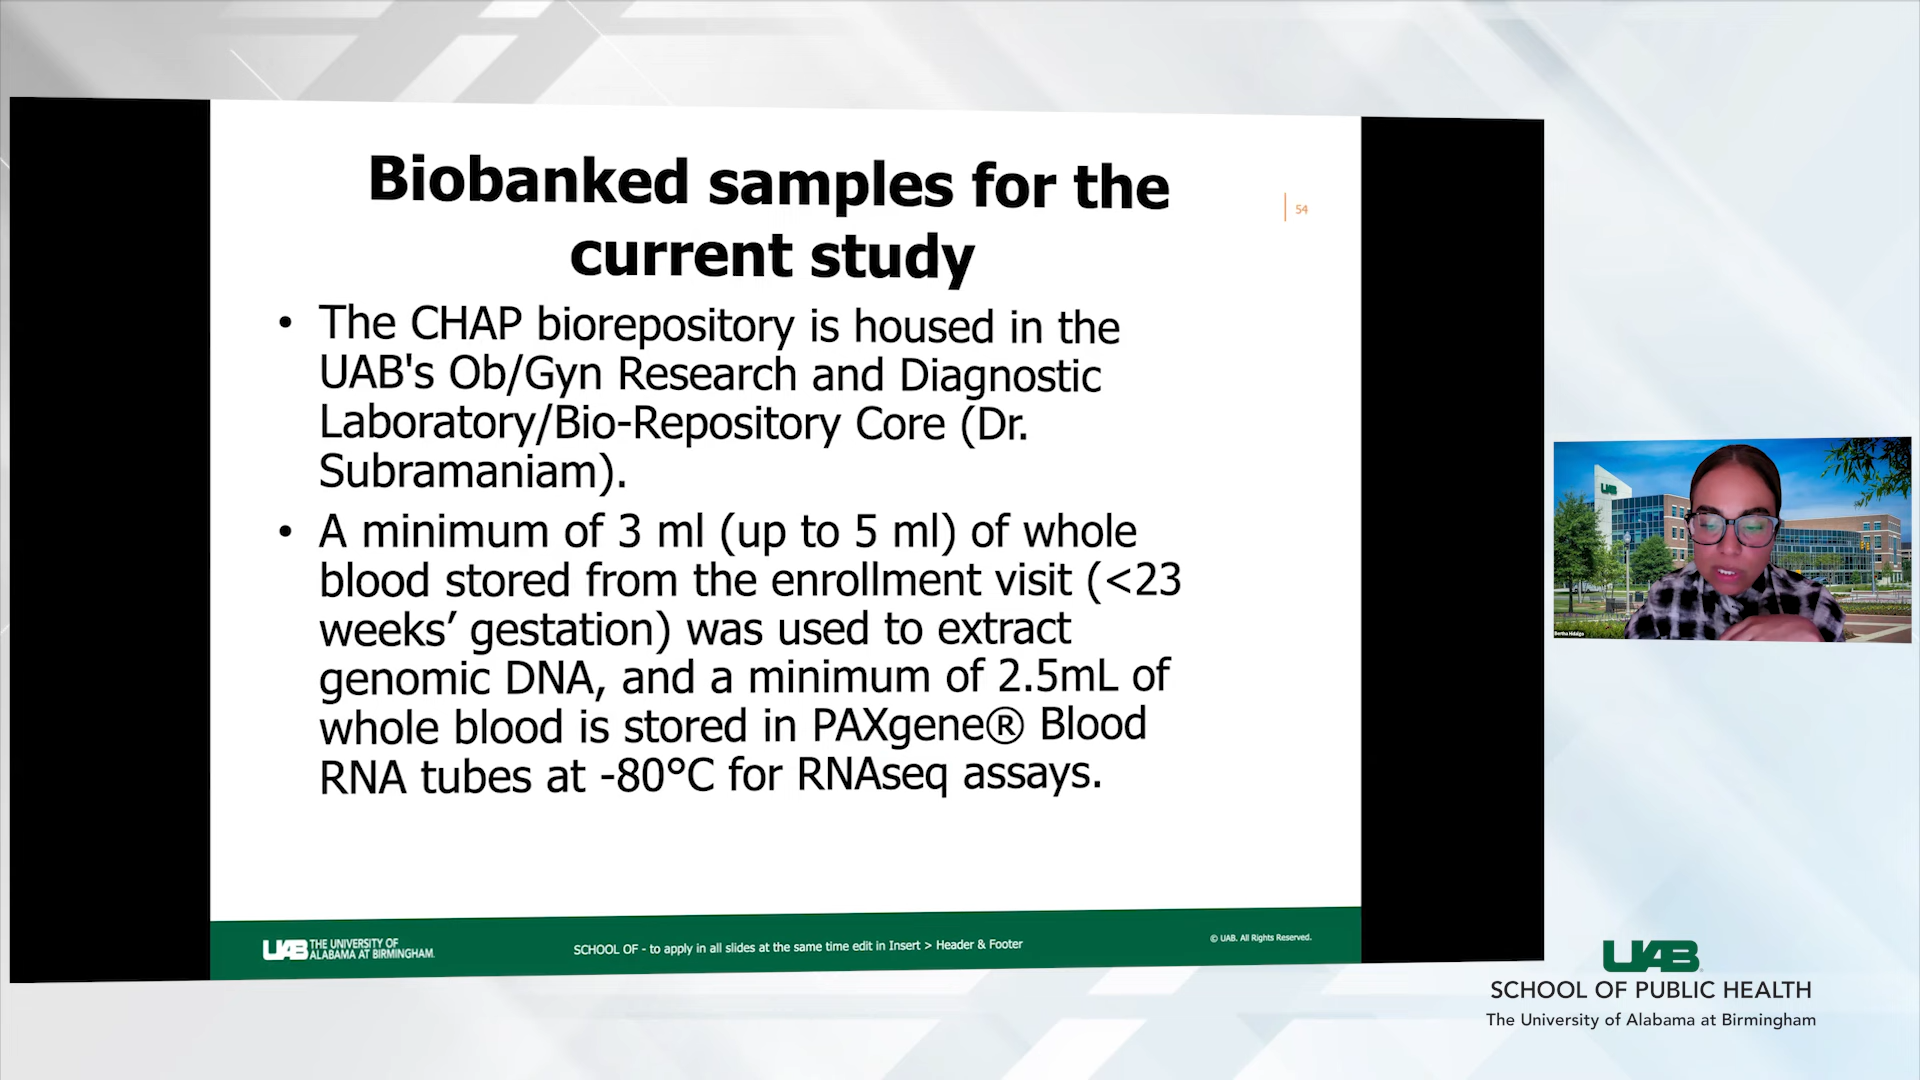 Biobanked samples for the
current study
54
• The CHAP biorepository is housed in the
UAB's Ob/Gyn Research and Diagnostic
Laboratory/Bio-Repository Core (Dr.
Subramaniam).
• A minimum of 3 ml (up to 5 ml) of whole
blood stored from the enrollment visit (<23
weeks’ gestation) was used to extract
genomic DNA, and a minimum of 2.5mL of
whole blood is stored in PAXgene® Blood
RNA tubes at -80°C for RNAseq assays.
UAB THE UNIVERSITY OF
ALABAMA AT BIRMINGHAM.
SCHOOL OF - to apply in all slides at the same time edit in Insert > Header & Footer
© UAB. All Rights Reserved.
UAB
Bertha Hidalgo
UAB
SCHOOL OF PUBLIC HEALTH
The University of Alabama at Birmingham